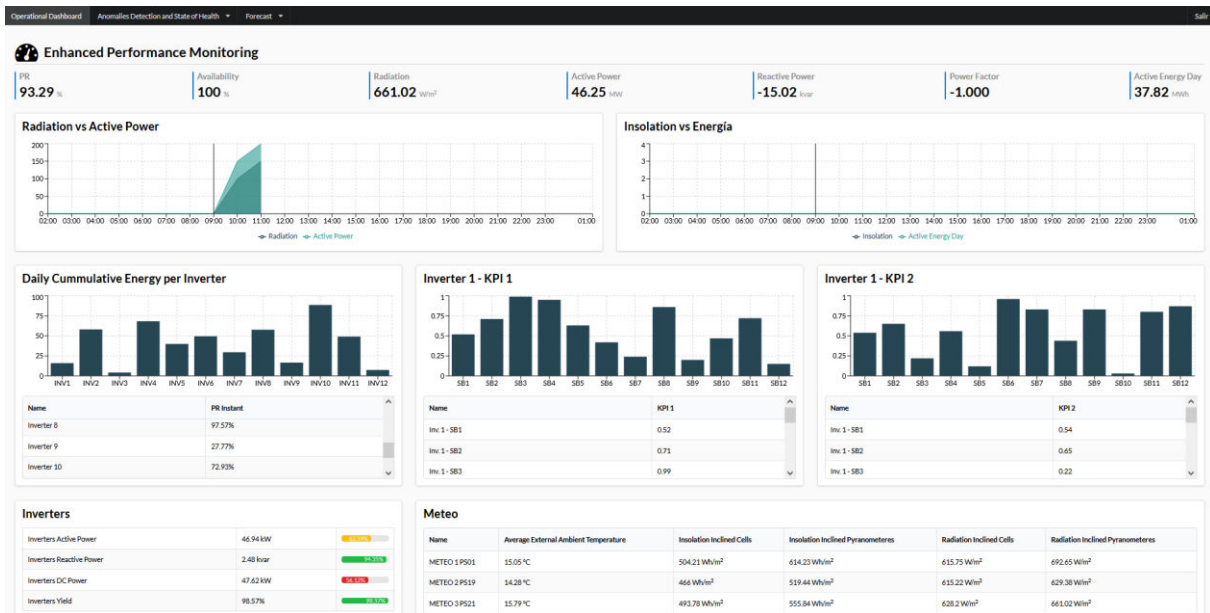 Operational Dashboard Anomalies Detection and State of Health Forecast Salir
Enhanced Performance Monitoring
PR Availability Radiation Active Power Reactive Power Power Factor Active Energy Day
93.29 % 100 % 661.02 W/m² 46.25 MW -15.02 kvar -1.000 37.82 MWh
Radiation vs Active Power
200
150
100
50
0
02:00 03:00 04:00 05:00 06:00 07:00 08:00 09:00 10:00 11:00 12:00 13:00 14:00 15:00 16:00 17:00 18:00 19:00 20:00 21:00 22:00 23:00 01:00
Radiation Active Power
Insolation vs Energía
4
3
2
1
0
02:00 03:00 04:00 05:00 06:00 07:00 08:00 09:00 10:00 11:00 12:00 13:00 14:00 15:00 16:00 17:00 18:00 19:00 20:00 21:00 22:00 23:00 01:00
Insolation Active Energy Day
Daily Cummulative Energy per Inverter
100
75
50
25
0
INV1 INV2 INV3 INV4 INV5 INV6 INV7 INV8 INV9 INV10 INV11 INV12
Name PR Instant
Inverter 8 97.57%
Inverter 9 27.77%
Inverter 10 72.93%
Inverter 1 - KPI 1
1
0.75
0.5
0.25
0
SB1 SB2 SB3 SB4 SB5 SB6 SB7 SB8 SB9 SB10 SB11 SB12
Name KPI 1
Inv. 1 - SB1 0.52
Inv. 1 - SB2 0.71
Inv. 1 - SB3 0.99
Inverter 1 - KPI 2
1
0.75
0.5
0.25
0
SB1 SB2 SB3 SB4 SB5 SB6 SB7 SB8 SB9 SB10 SB11 SB12
Name KPI 2
Inv. 1 - SB1 0.54
Inv. 1 - SB2 0.65
Inv. 1 - SB3 0.22
Inverters
Inverters Active Power 46.94 kW
Inverters Reactive Power 2.48 kvar
Inverters DC Power 47.62 kW
Inverters Yield 98.57% 98.57%
Meteo
Name Average External Ambient Temperature Insolation Inclined Cells Insolation Inclined Pyranometeres Radiation Inclined Cells Radiation Inclined Pyranometeres
METEO 1 PS01 15.05 °C 504.21 Wh/m² 614.23 Wh/m² 615.75 W/m² 692.65 W/m²
METEO 2 PS19 14.28 °C 466 Wh/m² 519.44 Wh/m² 615.22 W/m² 629.38 W/m²
METEO 3 PS21 15.79 °C 493.78 Wh/m² 555.84 Wh/m² 628.2 W/m² 661.02 W/m²